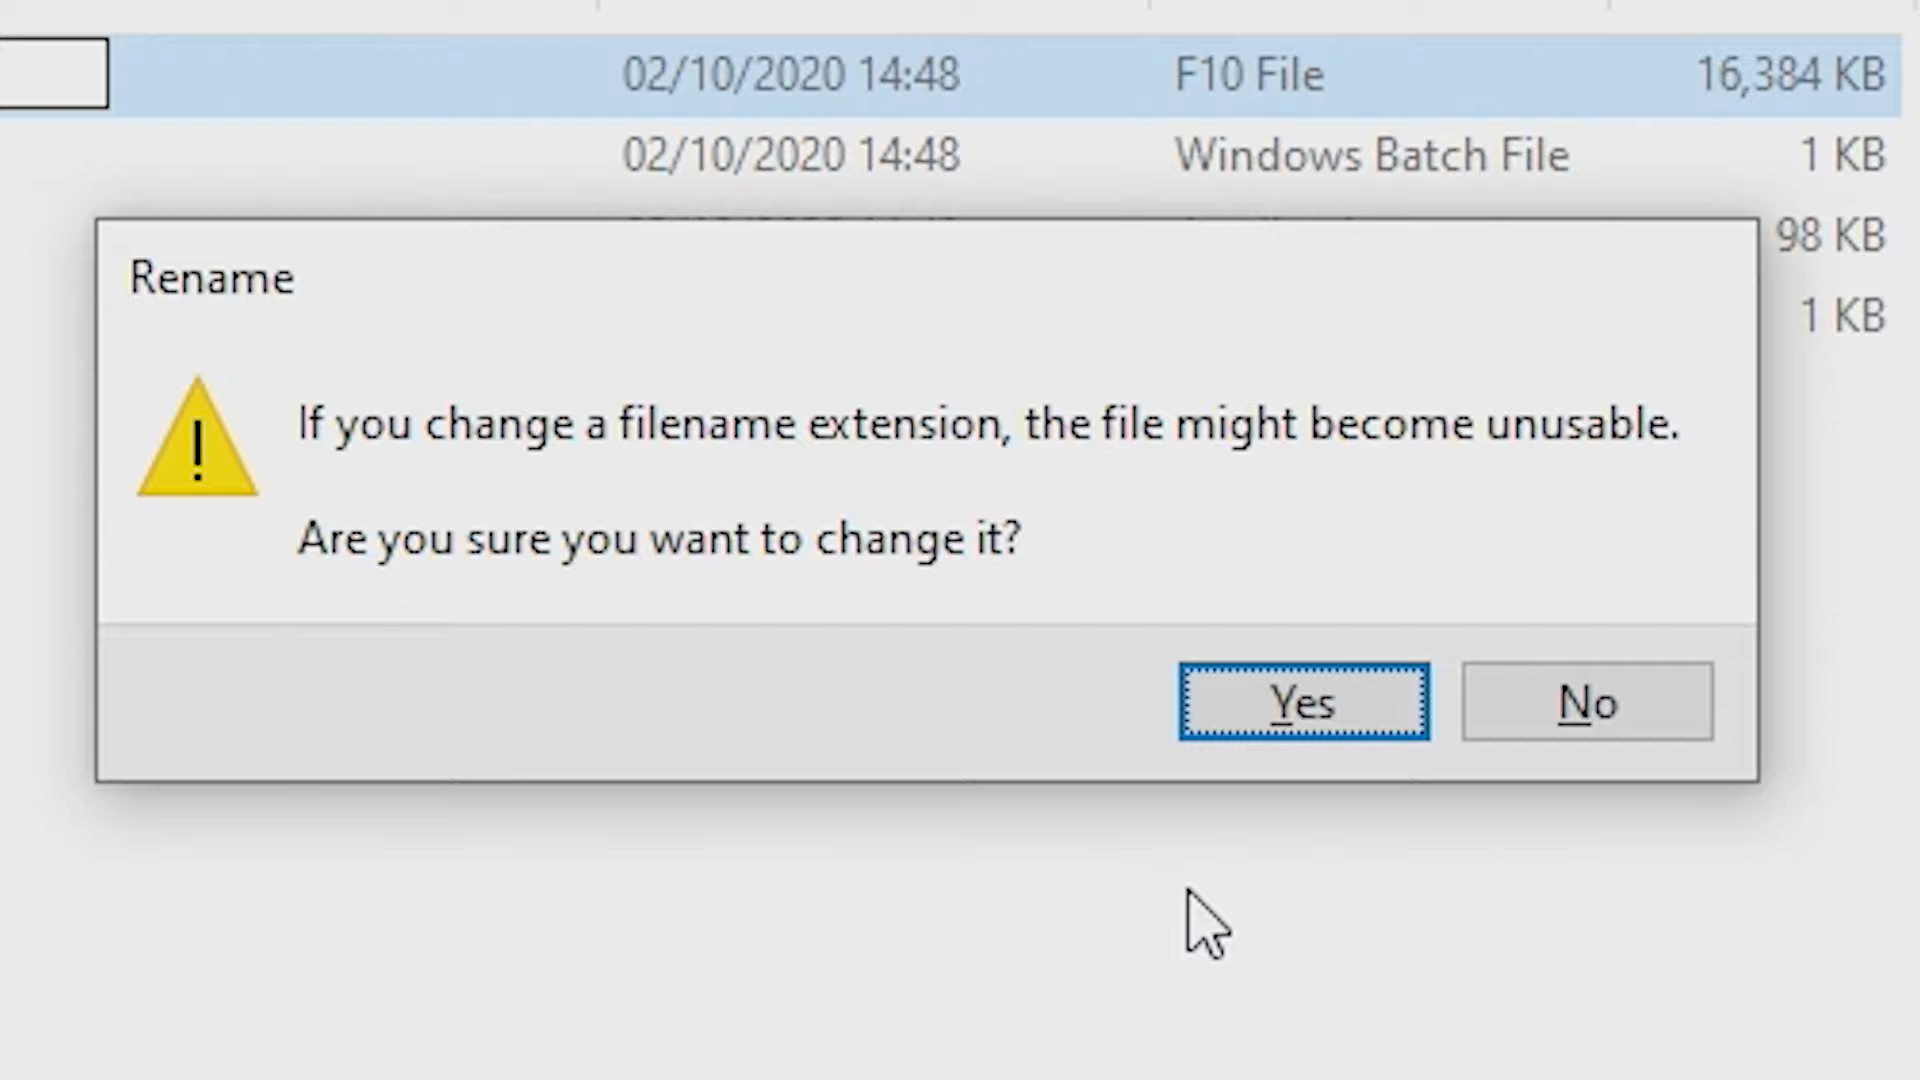 02/10/2020 14:48 F10 File 16,384 KB
02/10/2020 14:48 Windows Batch File 1 KB
98 KB
1 KB
Rename
If you change a filename extension, the file might become unusable.
Are you sure you want to change it?
Yes No